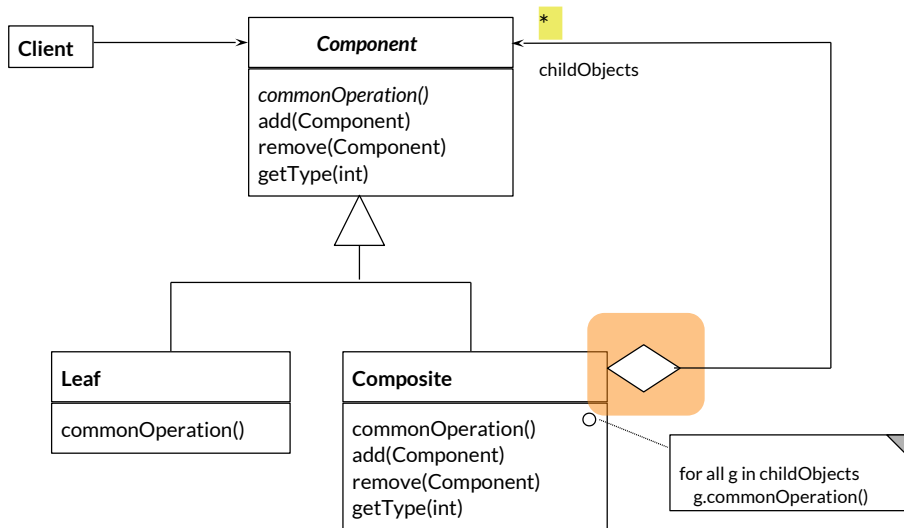 Client
Component
*
childObjects
commonOperation()
add(Component)
remove(Component)
getType(int)
Leaf
commonOperation()
Composite
commonOperation()
add(Component)
remove(Component)
getType(int)
for all g in childObjects
g.commonOperation()